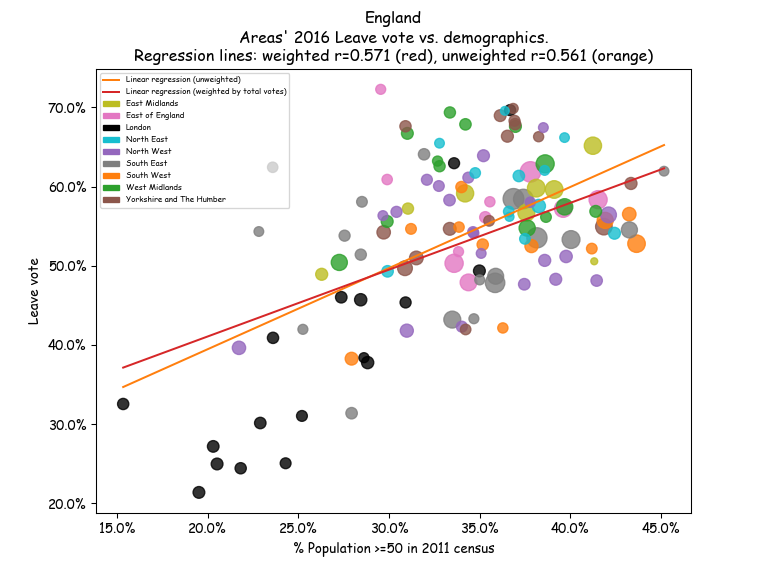 England
Areas' 2016 Leave vote vs. demographics.
Regression lines: weighted r=0.571 (red), unweighted r=0.561 (orange)
Linear regression (unweighted)
Linear regression (weighted by total votes)
East Midlands
East of England
London
North East
North West
South East
South West
West Midlands
Yorkshire and The Humber
70.0%
60.0%
50.0%
40.0%
30.0%
20.0%
Leave vote
15.0% 20.0% 25.0% 30.0% 35.0% 40.0% 45.0%
% Population >=50 in 2011 census